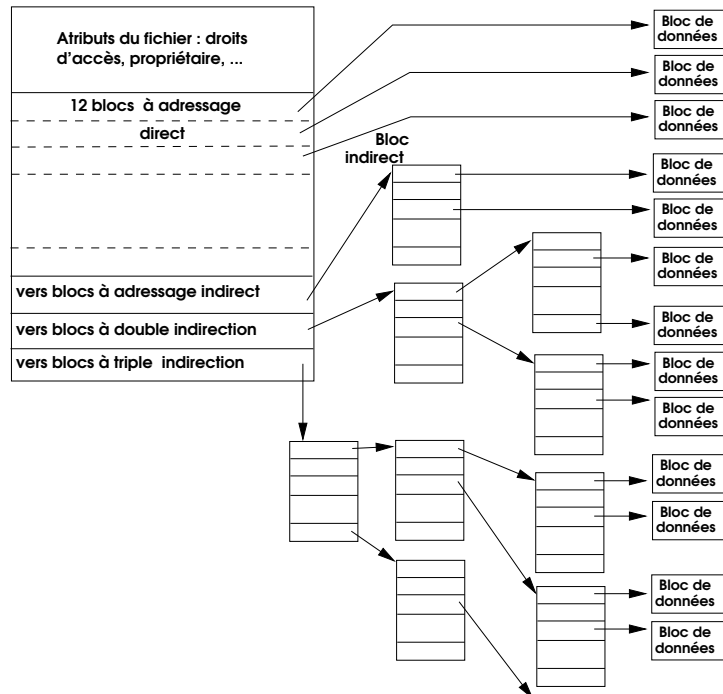 Atributs du fichier : droits
d'accès, propriétaire, ...
12 blocs à adressage
direct
vers blocs à adressage indirect
vers blocs à double indirection
vers blocs à triple indirection
Bloc
indirect
Bloc de
données
Bloc de
données
Bloc de
données
Bloc de
données
Bloc de
données
Bloc de
données
Bloc de
données
Bloc de
données
Bloc de
données
Bloc de
données
Bloc de
données
Bloc de
données
Bloc de
données